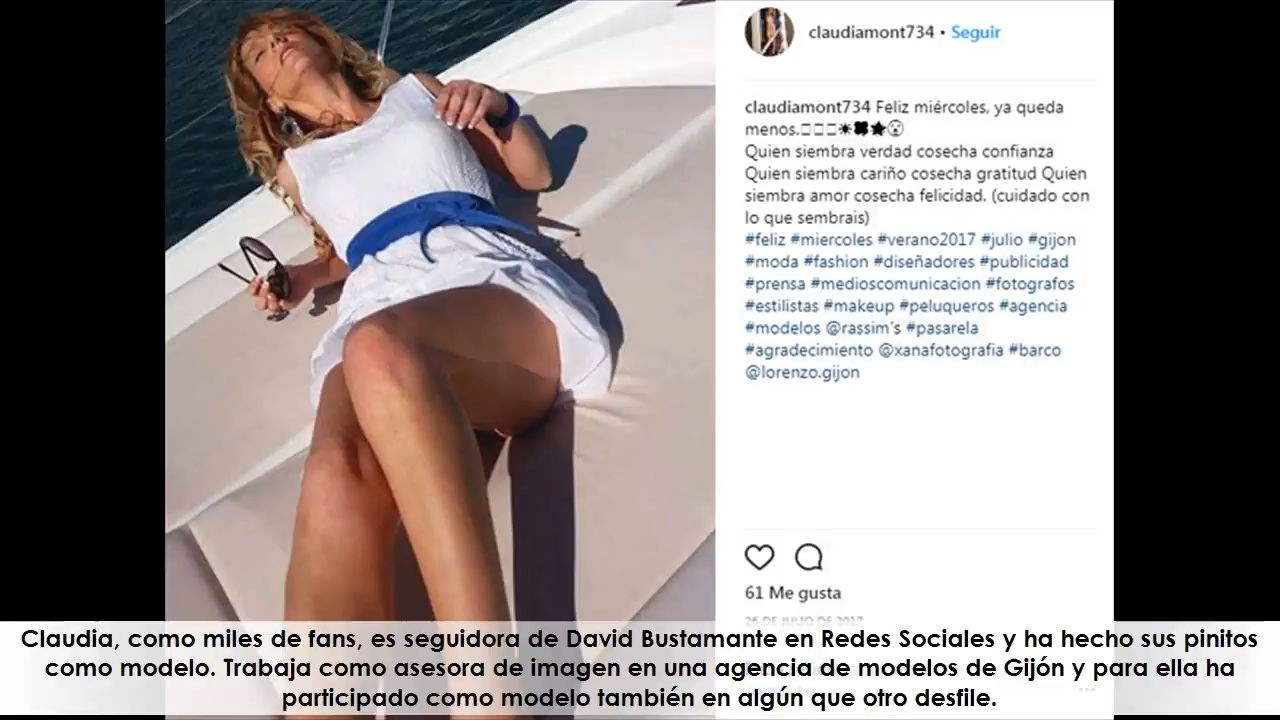 claudiamont734 • Seguir
claudiamont734 Feliz miércoles, ya queda
menos.□□□☀🍀★😮
Quien siembra verdad cosecha confianza
Quien siembra cariño cosecha gratitud Quien
siembra amor cosecha felicidad. (cuidado con
lo que sembrais)
#feliz #miercoles #verano2017 #julio #gijon
#moda #fashion #diseñadores #publicidad
#prensa #medioscomunicacion #fotografos
#estilistas #makeup #peluqueros #agencia
#modelos @rassim's #pasarela
#agradecimiento @xanafotografia #barco
@lorenzo.gijon
61 Me gusta
26 DE JULIO DE 2017
Claudia, como miles de fans, es seguidora de David Bustamante en Redes Sociales y ha hecho sus pinitos
como modelo. Trabaja como asesora de imagen en una agencia de modelos de Gijón y para ella ha
participado como modelo también en algún que otro desfile.